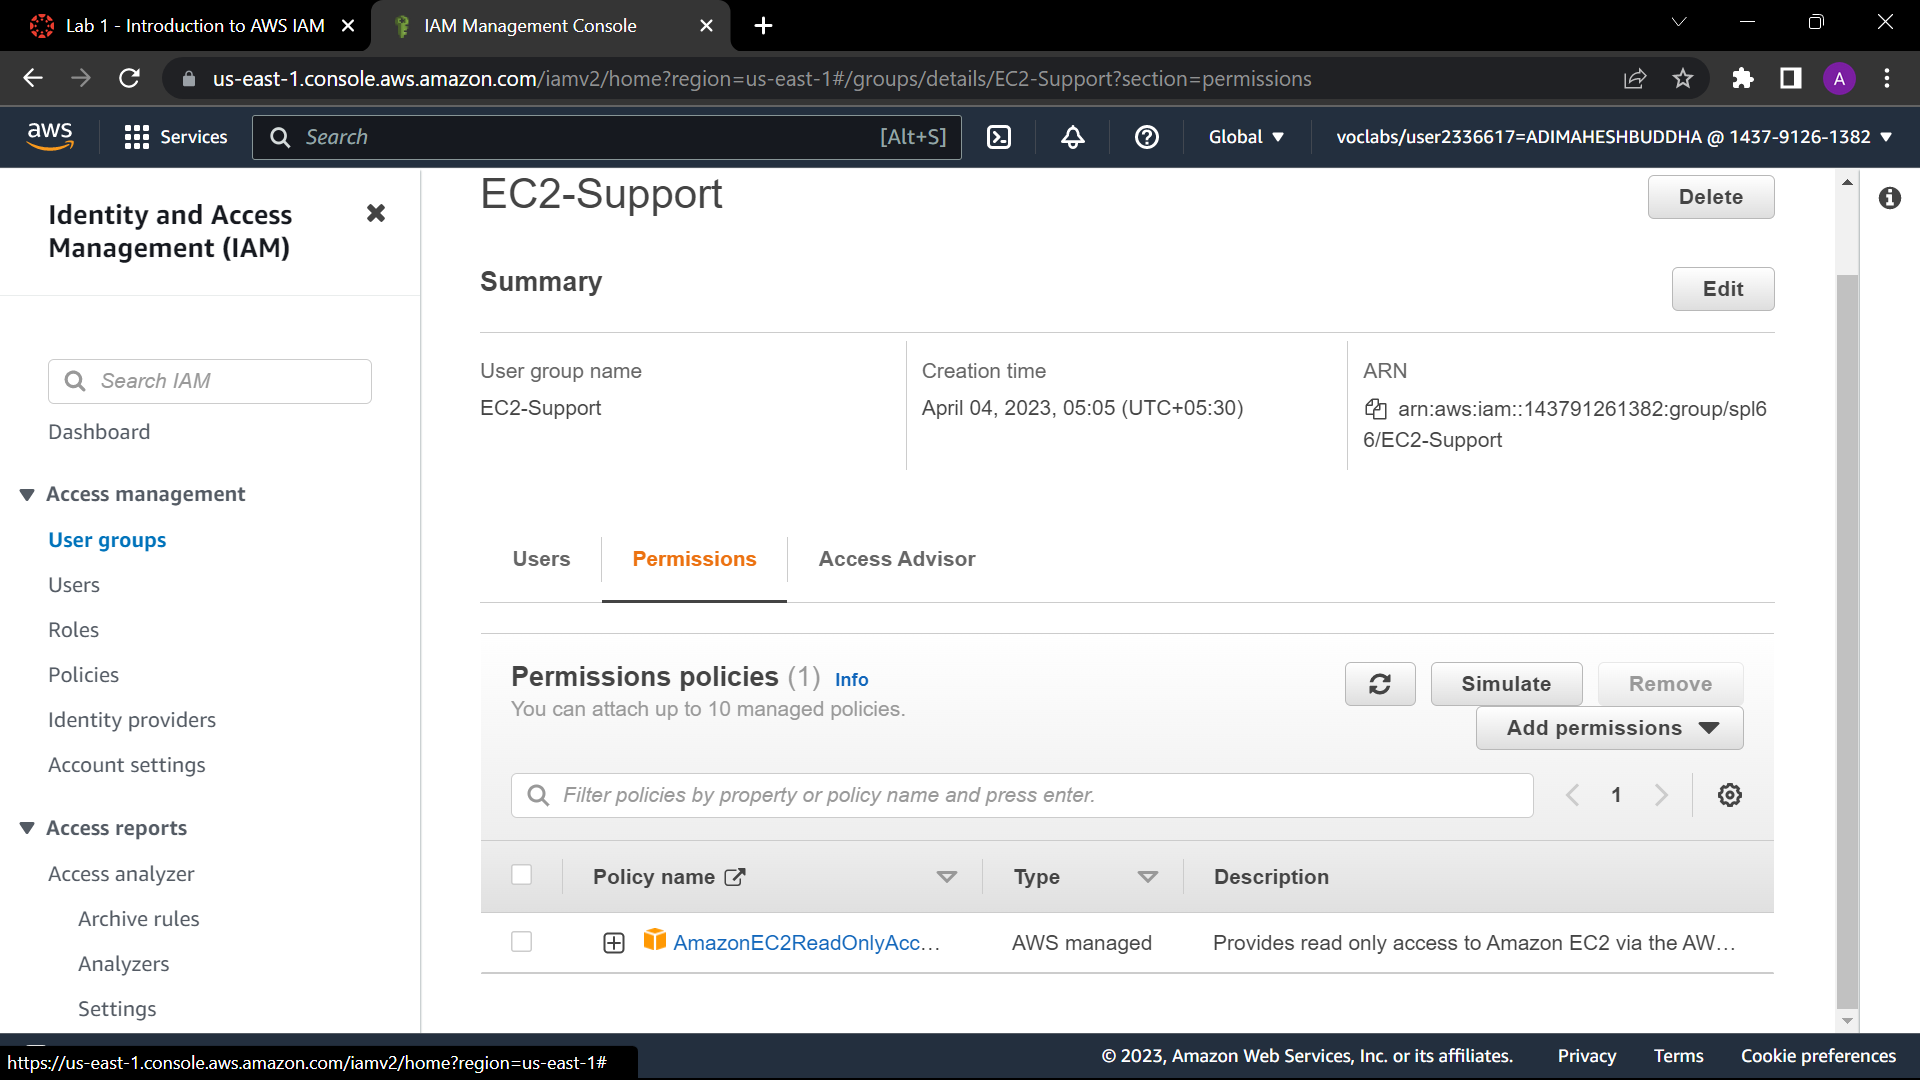 Lab 1 - Introduction to AWS IAM
IAM Management Console
us-east-1.console.aws.amazon.com/iamv2/home?region=us-east-1#/groups/details/EC2-Support?section=permissions
A
aws
Services
Search
[Alt+S]
Global
voclabs/user2336617=ADIMAHESHBUDDHA @ 1437-9126-1382
Identity and Access
Management (IAM)
Search IAM
Dashboard
Access management
User groups
Users
Roles
Policies
Identity providers
Account settings
Access reports
Access analyzer
Archive rules
Analyzers
Settings
EC2-Support
Delete
Summary
Edit
User group name
EC2-Support
Creation time
April 04, 2023, 05:05 (UTC+05:30)
ARN
arn:aws:iam::143791261382:group/spl6
6/EC2-Support
Users
Permissions
Access Advisor
Permissions policies (1) Info
You can attach up to 10 managed policies.
Simulate
Remove
Add permissions
Filter policies by property or policy name and press enter.
1
Policy name
Type
Description
AmazonEC2ReadOnlyAcc...
AWS managed
Provides read only access to Amazon EC2 via the AW...
https://us-east-1.console.aws.amazon.com/iamv2/home?region=us-east-1#
© 2023, Amazon Web Services, Inc. or its affiliates.
Privacy
Terms
Cookie preferences